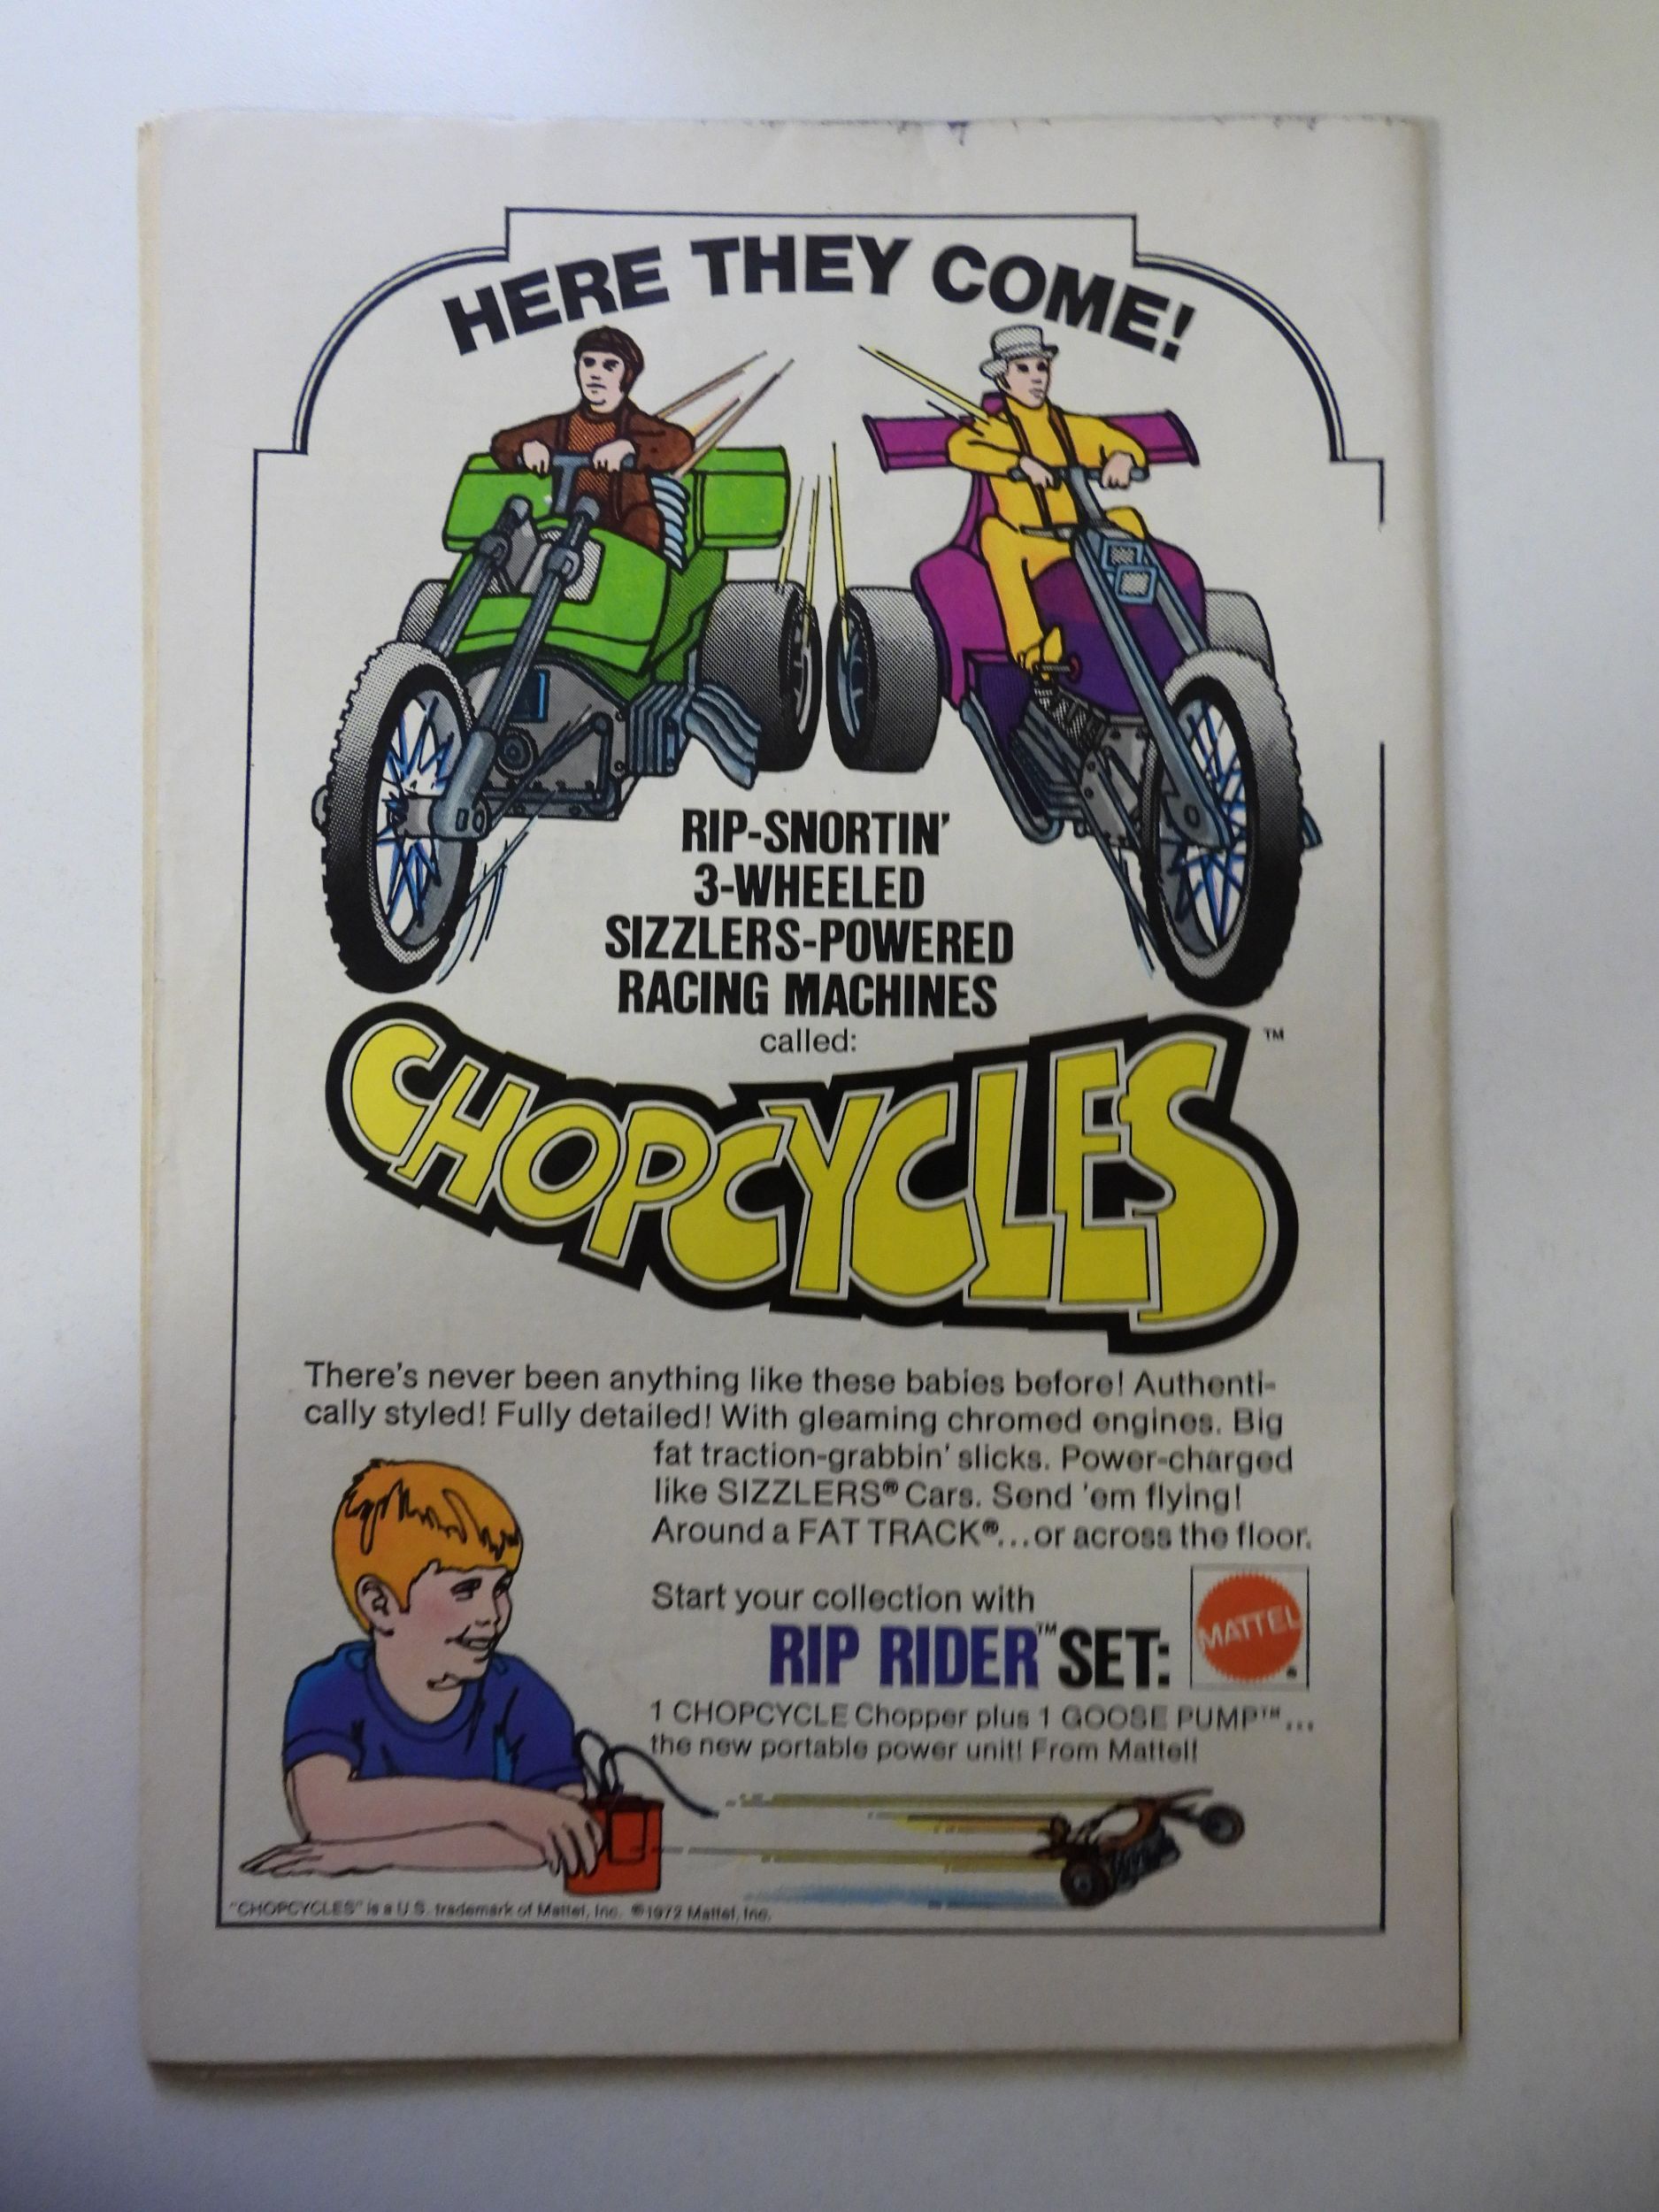 HERE THEY COME!
RIP-SNORTIN'
3-WHEELED
SIZZLERS-POWERED
RACING MACHINES
called:
CHOPCYCLES™
There's never been anything like these babies before! Authenti-
cally styled! Fully detailed! With gleaming chromed engines. Big
fat traction-grabbin' slicks. Power-charged
like SIZZLERS® Cars. Send 'em flying!
Around a FAT TRACK®...or across the floor.
Start your collection with
RIP RIDER™ SET:
MATTEL®
1 CHOPCYCLE Chopper plus 1 GOOSE PUMP™...
the new portable power unit! From Mattel!
"CHOPCYCLES" is a U.S. trademark of Mattel, Inc. ©1972 Mattel, Inc.